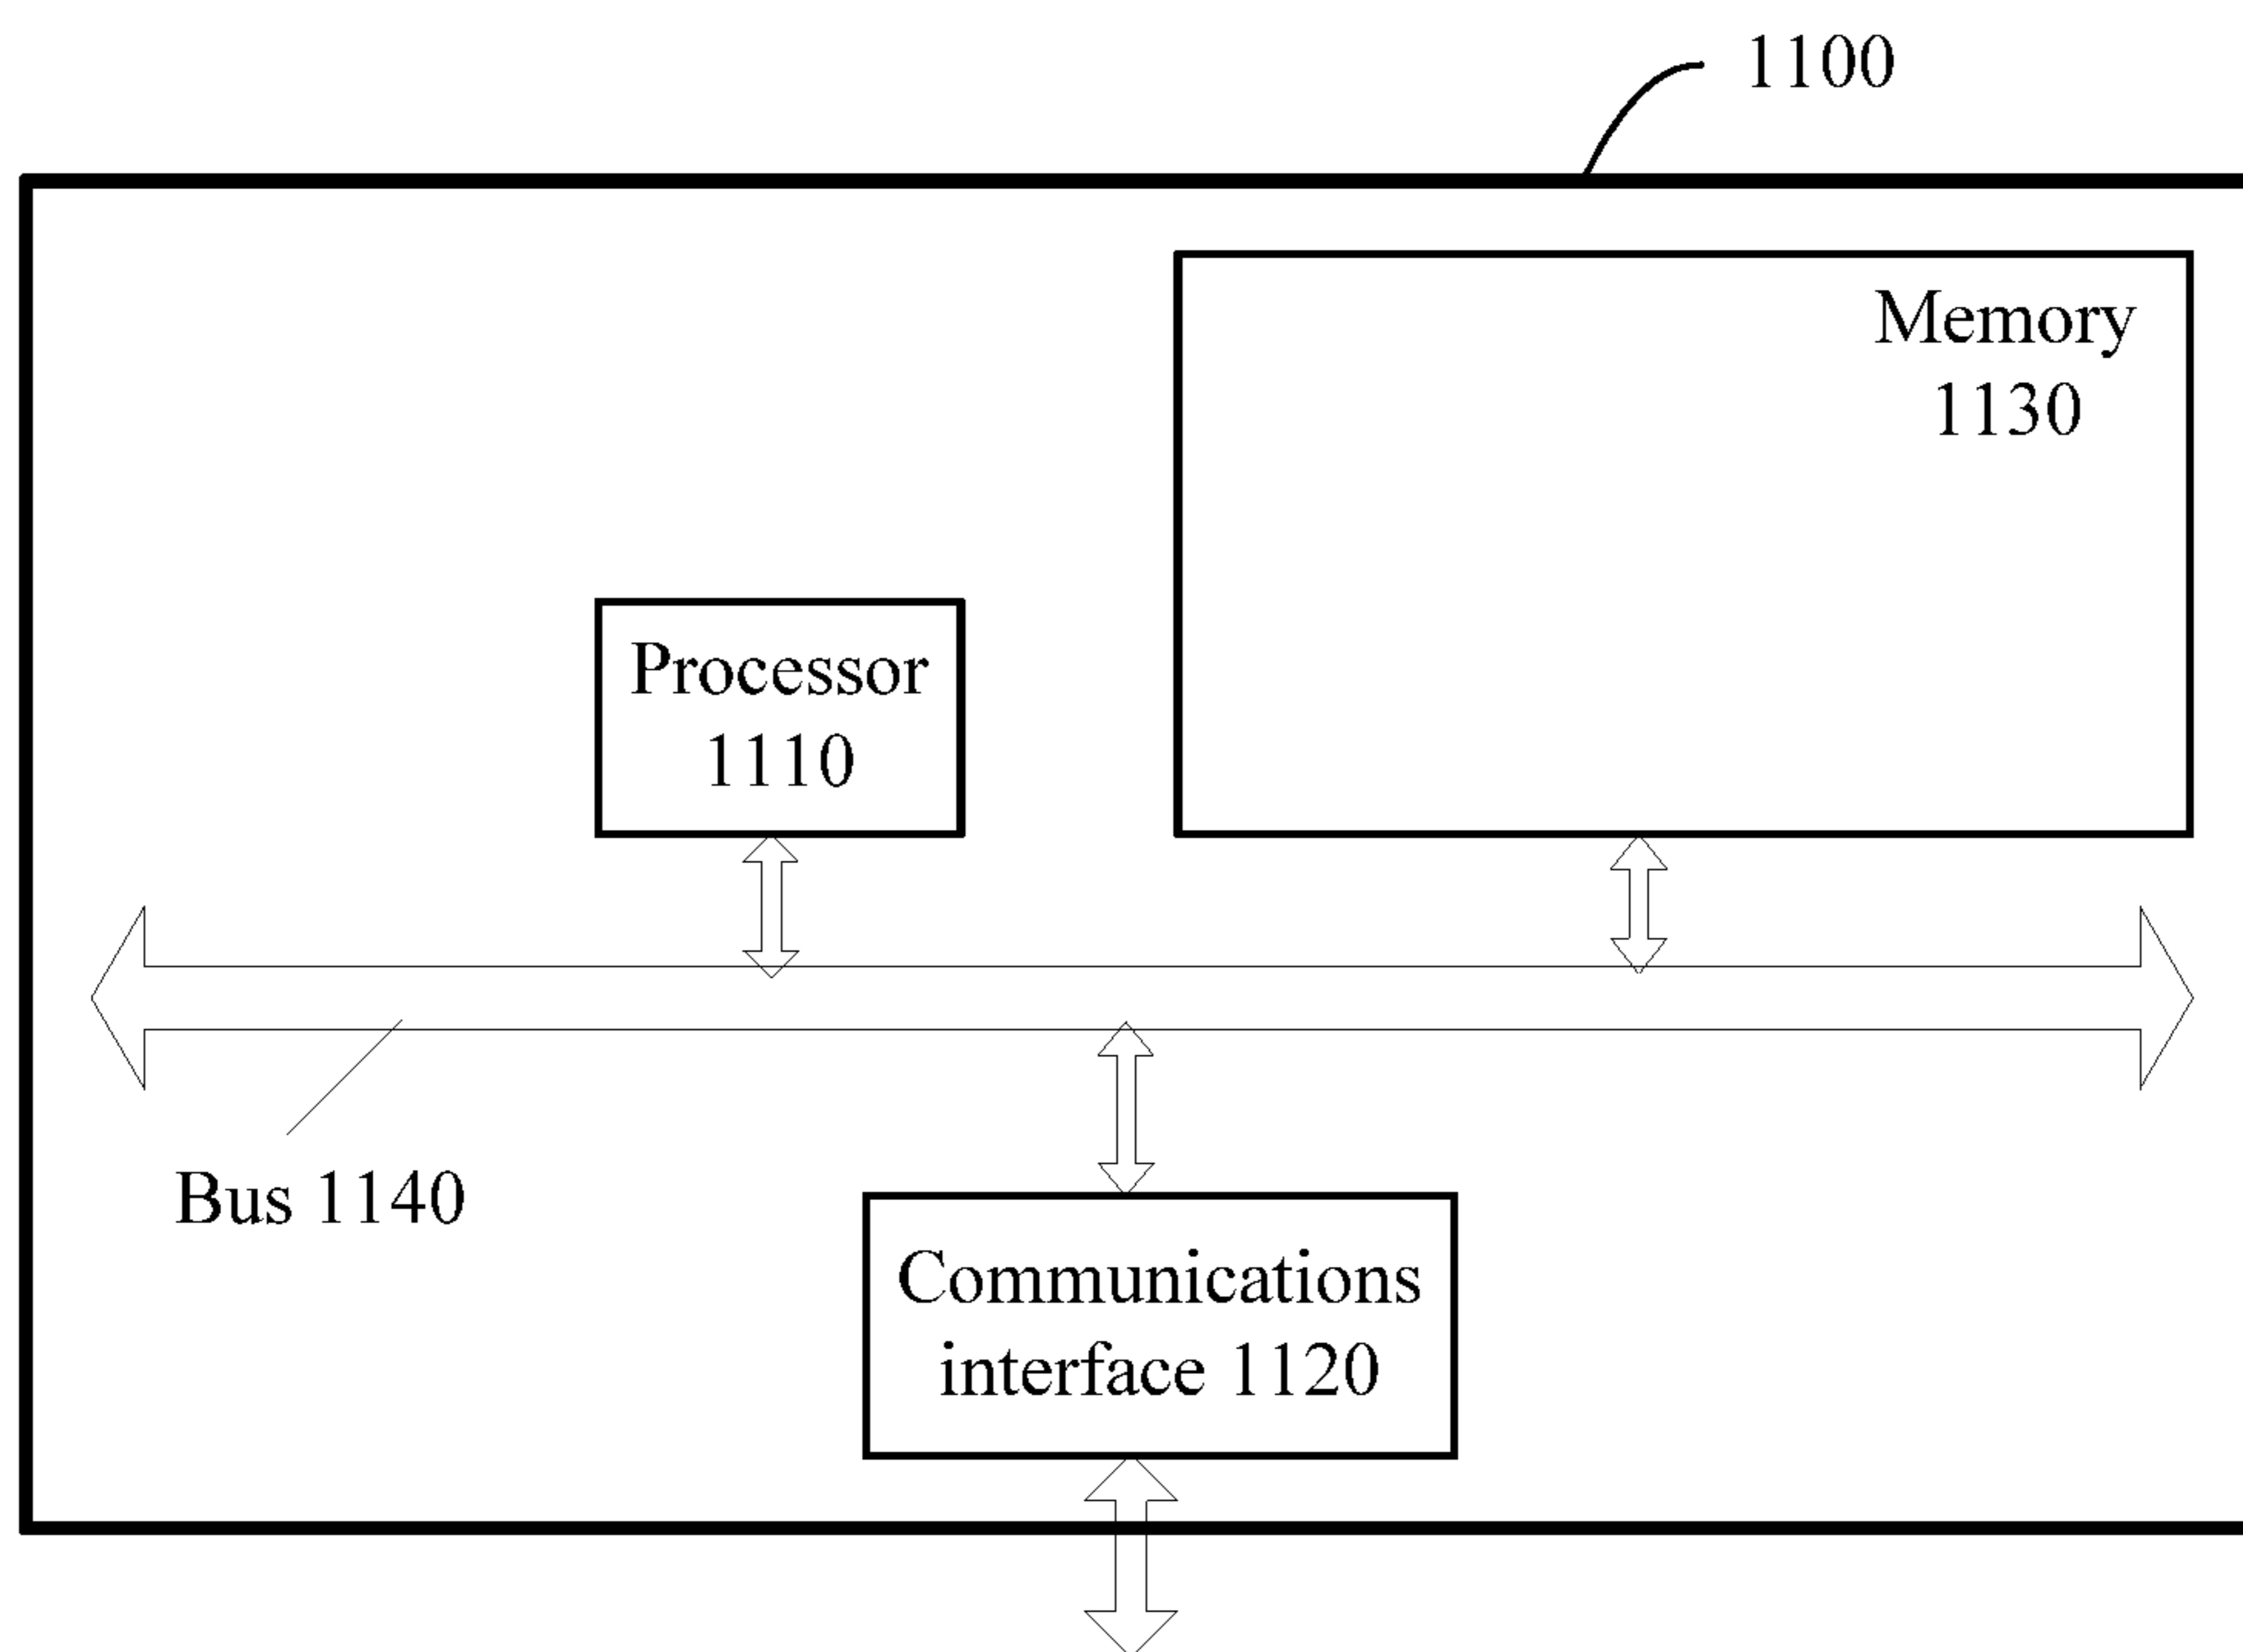 1100
Memory
1130
Processor
1110
Bus 1140
Communications
interface 1120